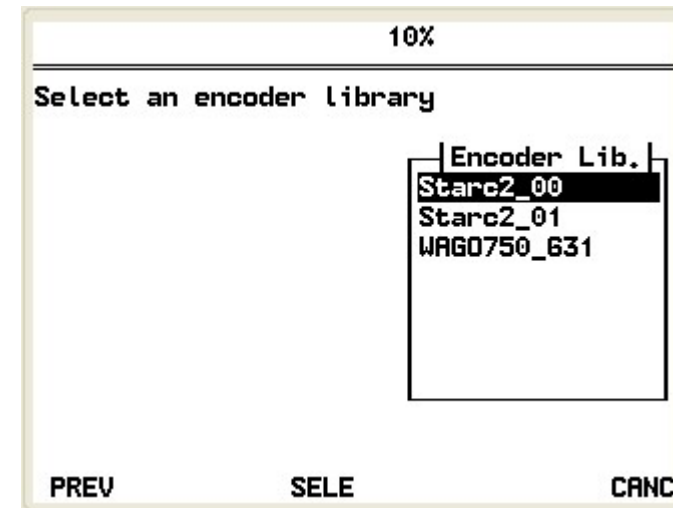 10%
Select an encoder library
Encoder Lib.
Starc2_00
Starc2_01
WAGO750_631
PREV SELE CANC